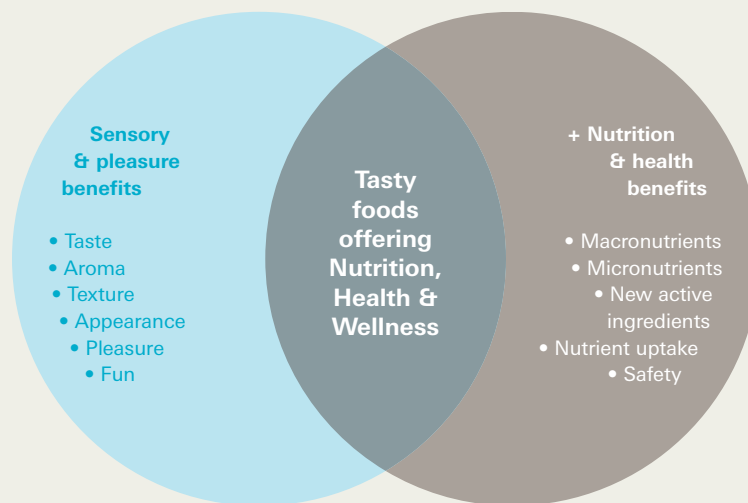 Sensory
& pleasure
benefits
• Taste
• Aroma
• Texture
• Appearance
• Pleasure
• Fun
Tasty
foods
offering
Nutrition,
Health &
Wellness
+ Nutrition
& health
benefits
• Macronutrients
• Micronutrients
• New active
ingredients
• Nutrient uptake
• Safety